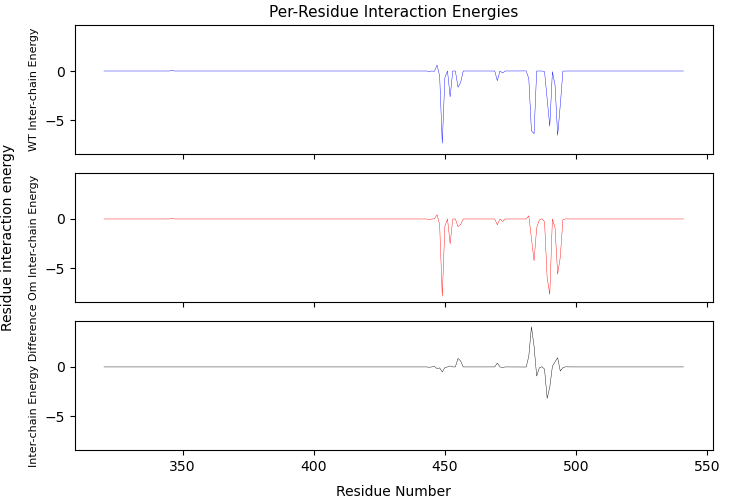 Per-Residue Interaction Energies
Residue interaction energy
WT Inter-chain Energy
0
−5
Om Inter-chain Energy
0
−5
Inter-chain Energy Difference
0
−5
350
400
450
500
550
Residue Number